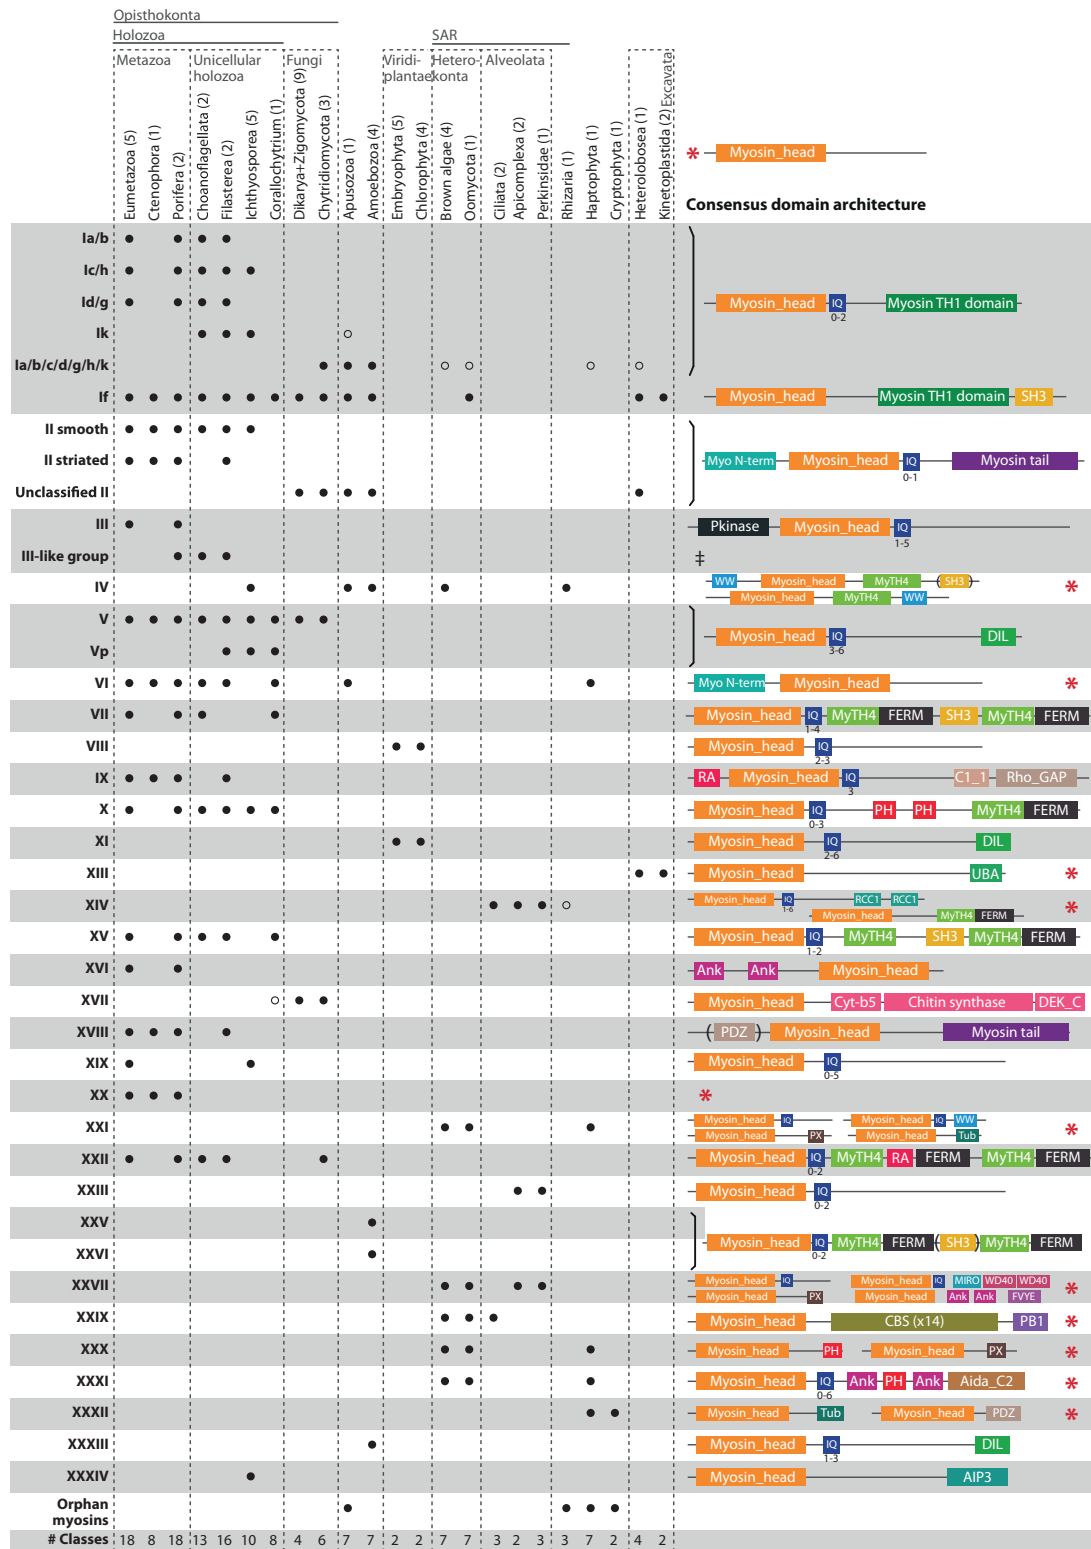 Opisthokonta
Holozoa
SAR
Metazoa
Unicellular
holozoa
Fungi
Viridi-
plantae
Hetero-
konta
Alveolata
Excavata
Eumetazoa (5)
Ctenophora (1)
Porifera (2)
Choanoflagellata (2)
Filasterea (2)
Ichthyosporea (5)
Corallochytrium (1)
Dikarya+Zigomycota (9)
Chytridiomycota (3)
Apusozoa (1)
Amoebozoa (4)
Embryophyta (5)
Chlorophyta (4)
Brown algae (4)
Oomycota (1)
Ciliata (2)
Apicomplexa (2)
Perkinsidae (1)
Rhizaria (1)
Haptophyta (1)
Cryptophyta (1)
Heterolobosea (1)
Kinetoplastida (2)
* Myosin_head
Consensus domain architecture
Ia/b
Ic/h
Id/g
Myosin_head IQ Myosin TH1 domain
0-2
Ik
Ia/b/c/d/g/h/k
If Myosin_head Myosin TH1 domain SH3
II smooth
II striated Myo N-term Myosin_head IQ Myosin tail
0-1
Unclassified II
III Pkinase Myosin_head IQ
1-5
III-like group ‡
IV WW Myosin_head MyTH4 (SH3) *
Myosin_head MyTH4 WW
V Myosin_head IQ DIL
3-6
Vp
VI Myo N-term Myosin_head *
VII Myosin_head IQ MyTH4 FERM SH3 MyTH4 FERM
1-4
VIII Myosin_head IQ
2-3
IX RA Myosin_head IQ C1_1 Rho_GAP
3
X Myosin_head IQ PH PH MyTH4 FERM
0-3
XI Myosin_head IQ DIL
2-6
XIII Myosin_head UBA *
XIV Myosin_head IQ RCC1 RCC1 *
1-6
Myosin_head MyTH4 FERM
XV Myosin_head IQ MyTH4 SH3 MyTH4 FERM
1-2
XVI Ank Ank Myosin_head
XVII Myosin_head Cyt-b5 Chitin synthase DEK_C
XVIII (PDZ) Myosin_head Myosin tail
XIX Myosin_head IQ
0-5
XX *
XXI Myosin_head IQ Myosin_head IQ WW *
Myosin_head PX Myosin_head Tub
XXII Myosin_head IQ MyTH4 RA FERM MyTH4 FERM
0-2
XXIII Myosin_head IQ
0-2
XXV
Myosin_head IQ MyTH4 FERM (SH3) MyTH4 FERM
0-2
XXVI
XXVII Myosin_head IQ Myosin_head IQ MIRO WD40 WD40 *
Myosin_head PX Myosin_head Ank Ank FVYE
XXIX Myosin_head CBS (x14) PB1 *
XXX Myosin_head PH Myosin_head PX *
XXXI Myosin_head IQ Ank PH Ank Aida_C2 *
0-6
XXXII Myosin_head Tub Myosin_head PDZ *
XXXIII Myosin_head IQ DIL
1-3
XXXIV Myosin_head AIP3
Orphan
myosins
# Classes 18 8 18 13 16 10 8 4 6 7 7 2 2 7 7 3 2 3 3 7 2 4 2